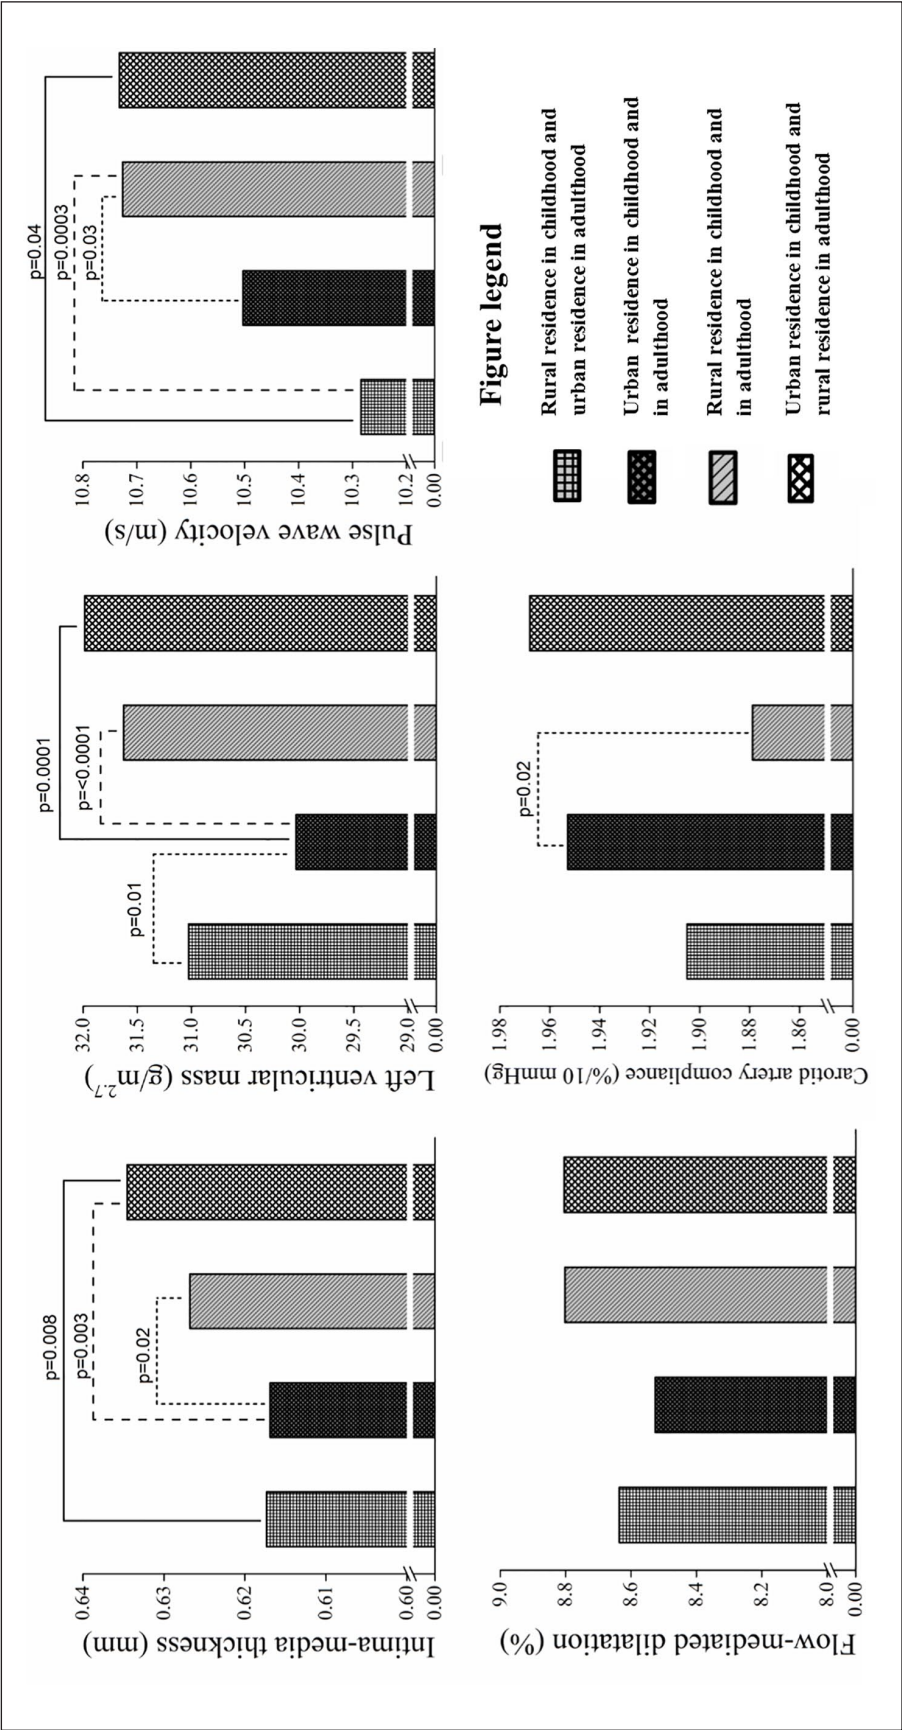 Intima-media thickness (mm)
0.64
0.63
0.62
0.61
0.60
0.00
p=0.008
p=0.003
p=0.02
Left ventricular mass (g/m2.7)
32.0
31.5
31.0
30.5
30.0
29.5
29.0
0.00
p=0.01
p=0.0001
p=<0.0001
Pulse wave velocity (m/s)
10.8
10.7
10.6
10.5
10.4
10.3
10.2
0.00
p=0.04
p=0.0003
p=0.03
Flow-mediated dilatation (%)
9.0
8.8
8.6
8.4
8.2
8.0
0.00
Carotid artery compliance (%/10 mmHg)
1.98
1.96
1.94
1.92
1.90
1.88
1.86
0.00
p=0.02
Figure legend
Rural residence in childhood and
urban residence in adulthood
Urban residence in childhood and
in adulthood
Rural residence in childhood and
in adulthood
Urban residence in childhood and
rural residence in adulthood